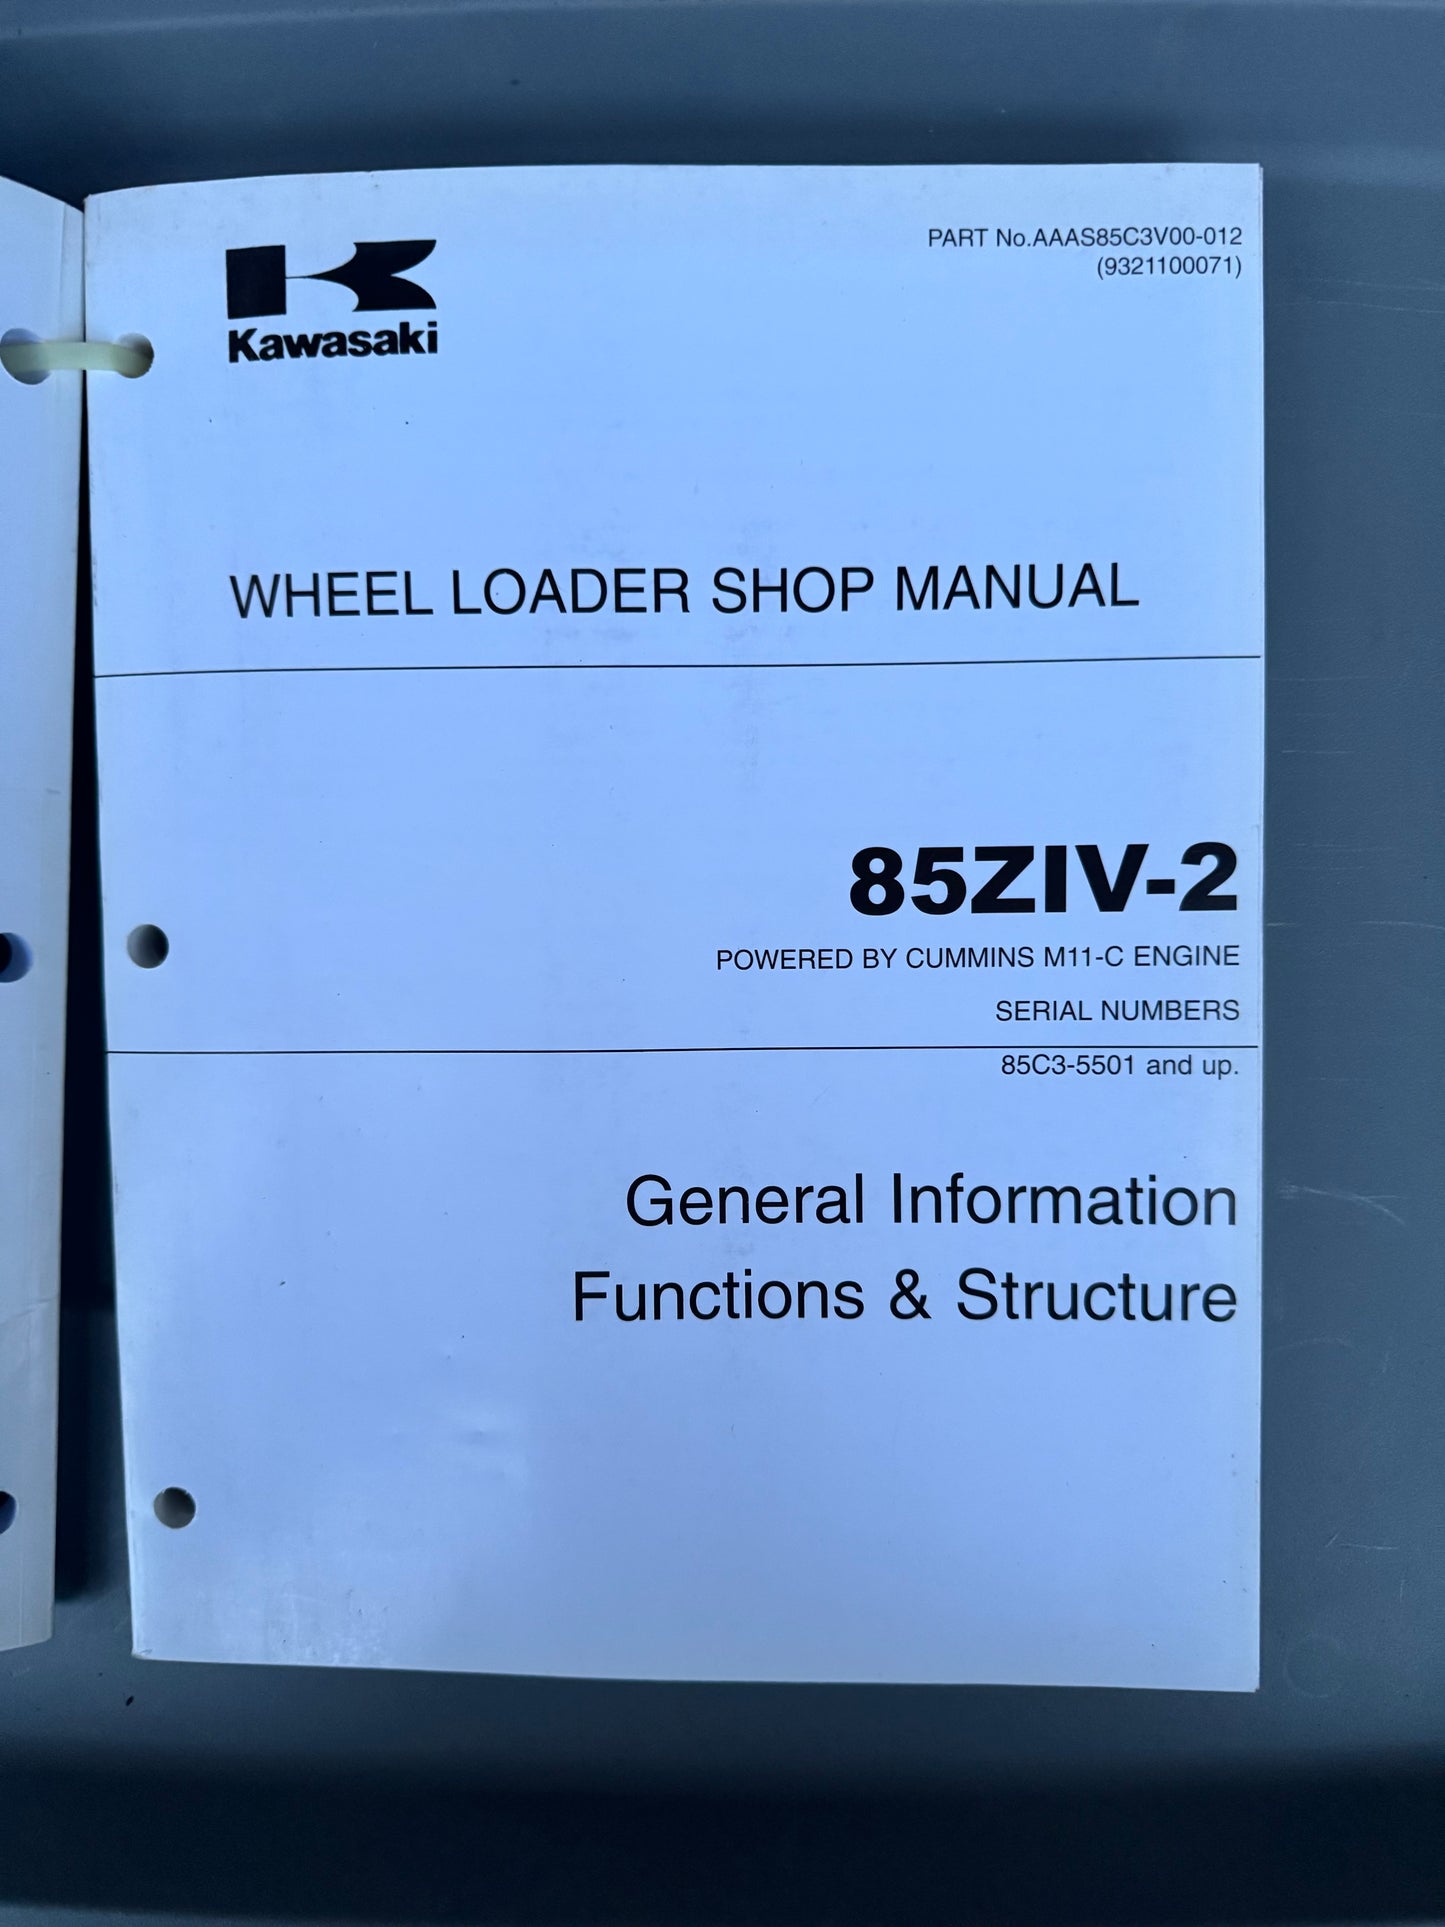 PART No.AAAS85C3V00-012
(9321100071)
Kawasaki
WHEEL LOADER SHOP MANUAL
85ZIV-2
POWERED BY CUMMINS M11-C ENGINE
SERIAL NUMBERS
85C3-5501 and up.
General Information
Functions & Structure